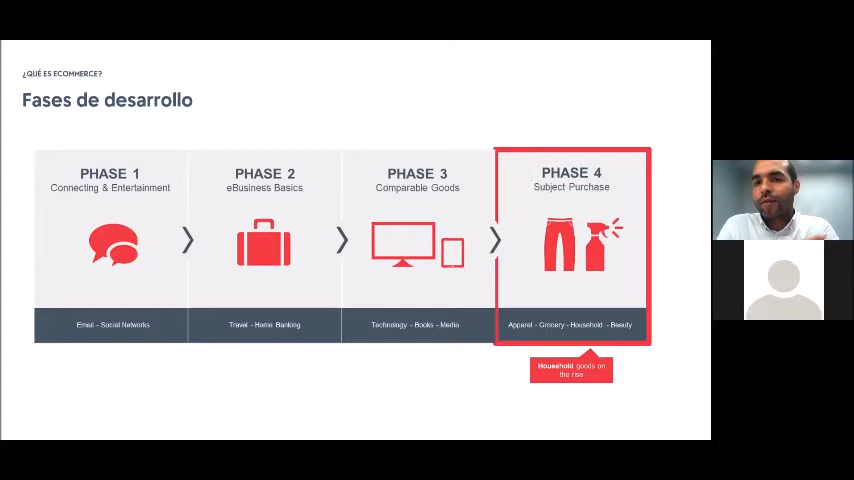 ¿QUÉ ES ECOMMERCE?
Fases de desarrollo
PHASE 1
Connecting & Entertainment
Email - Social Networks
PHASE 2
eBusiness Basics
Travel - Home Banking
PHASE 3
Comparable Goods
Technology - Books - Media
PHASE 4
Subject Purchase
Apparel - Grocery - Household - Beauty
Household goods on
the rise